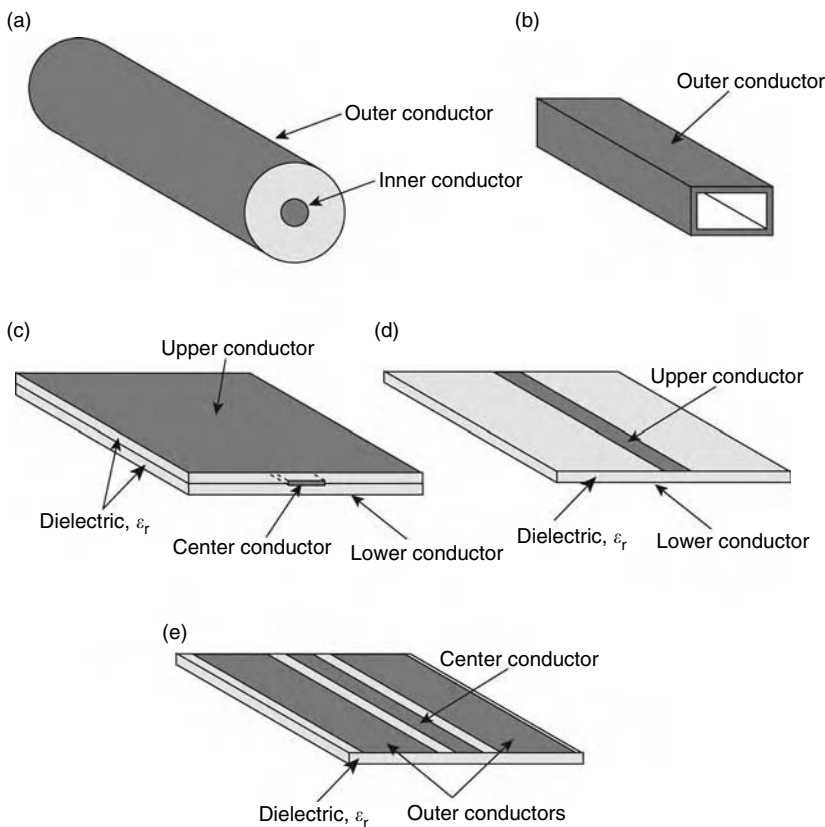 (a)
Outer conductor
Inner conductor
(b)
Outer conductor
(c)
Upper conductor
Dielectric, εr
Center conductor
Lower conductor
(d)
Upper conductor
Dielectric, εr
Lower conductor
(e)
Center conductor
Dielectric, εr
Outer conductors